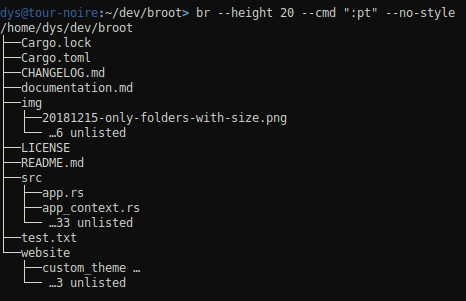 dys@tour-noire:~/dev/broot> br --height 20 --cmd ":pt" --no-style
/home/dys/dev/broot
├──Cargo.lock
├──Cargo.toml
├──CHANGELOG.md
├──documentation.md
├──img
│  ├──20181215-only-folders-with-size.png
│  └── …6 unlisted
├──LICENSE
├──README.md
├──src
│  ├──app.rs
│  ├──app_context.rs
│  └── …33 unlisted
├──test.txt
└──website
   ├──custom_theme …
   └── …3 unlisted